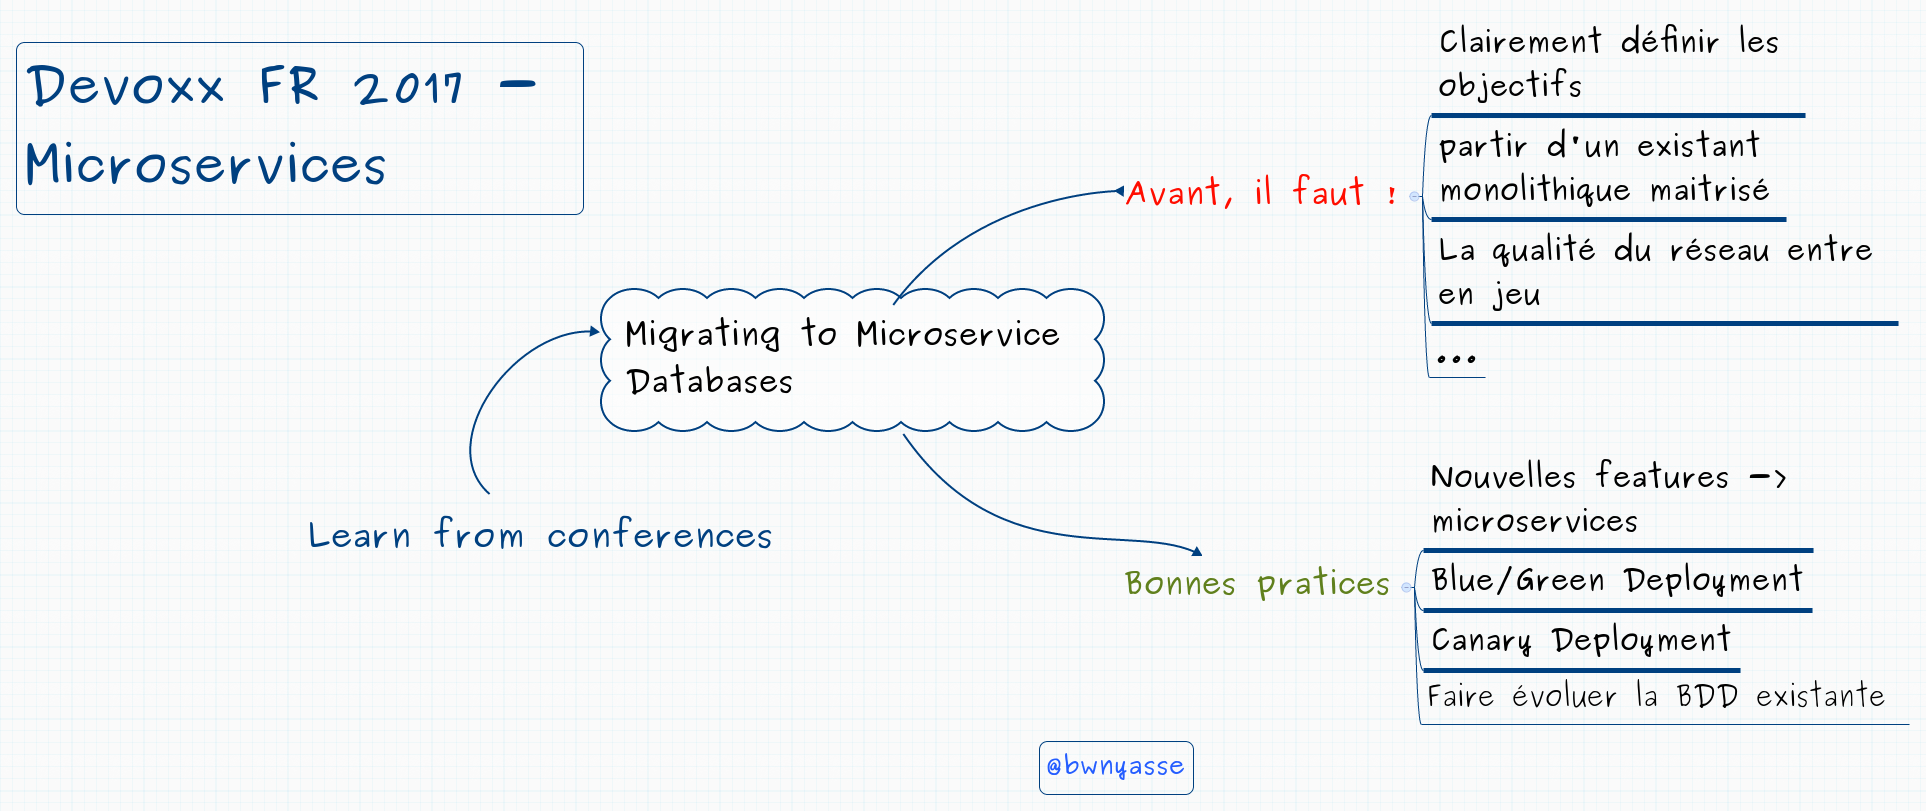 Devoxx FR 2017 -
Microservices
Clairement définir les
objectifs
partir d'un existant
monolithique maitrisé
Avant, il faut !
La qualité du réseau entre
en jeu
...
Migrating to Microservice
Databases
Learn from conferences
Nouvelles features ->
microservices
Bonnes pratices
Blue/Green Deployment
Canary Deployment
Faire évoluer la BDD existante
@bwnyasse